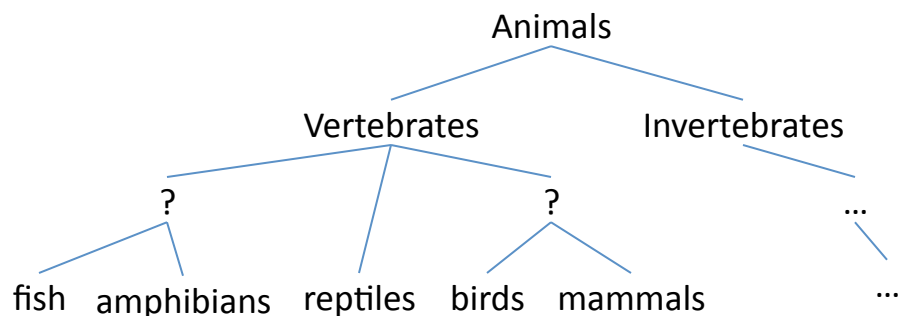 Animals
Vertebrates Invertebrates
? ? ...
fish amphibians reptiles birds mammals ...